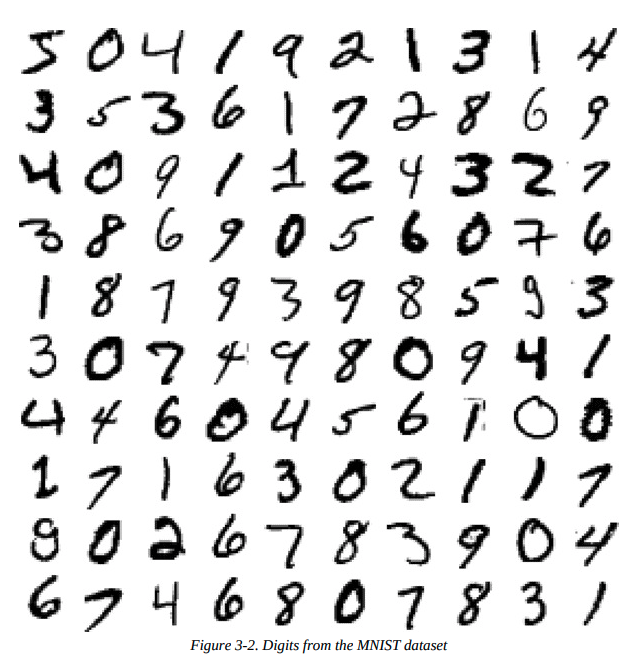 5 0 4 1 9 2 1 3 1 4
3 5 3 6 1 7 2 8 6 9
4 0 9 1 1 2 4 3 2 7
3 8 6 9 0 5 6 0 7 6
1 8 7 9 3 9 8 5 9 3
3 0 7 4 9 8 0 9 4 1
4 4 6 0 4 5 6 1 0 0
1 7 1 6 3 0 2 1 1 7
9 0 2 6 7 8 3 9 0 4
6 7 4 6 8 0 7 8 3 1
Figure 3-2. Digits from the MNIST dataset